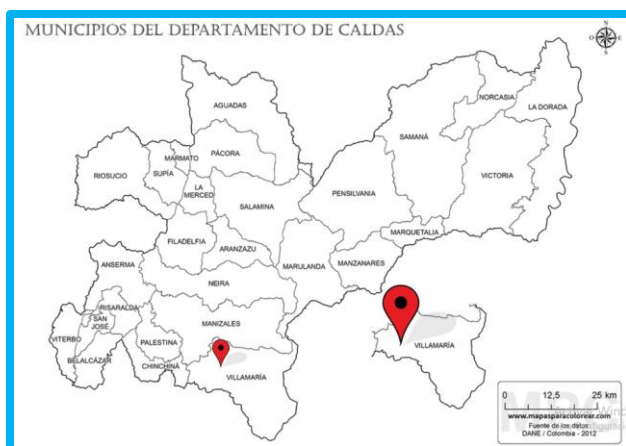 MUNICIPIOS DEL DEPARTAMENTO DE CALDAS
N
O E
S
AGUADAS
NORCASIA
LA DORADA
SAMANÁ
MARMATO
PÁCORA
RIOSUCIO
SUPÍA
VICTORIA
LA
MERCED
SALAMINA
PENSILVANIA
MARQUETALIA
FILADELFIA
ARANZAZU
ANSERMA
MARULANDA
MANZANARES
NEIRA
RISARALDA
SAN
JOSÉ
MANIZALES
VITERBO
PALESTINA
VILLAMARÍA
BELALCÁZAR
CHINCHINÁ
VILLAMARÍA
0 12,5 25 km
www.mapasparacolorear.com
Fuente de los datos:
DANE / Colombia - 2012